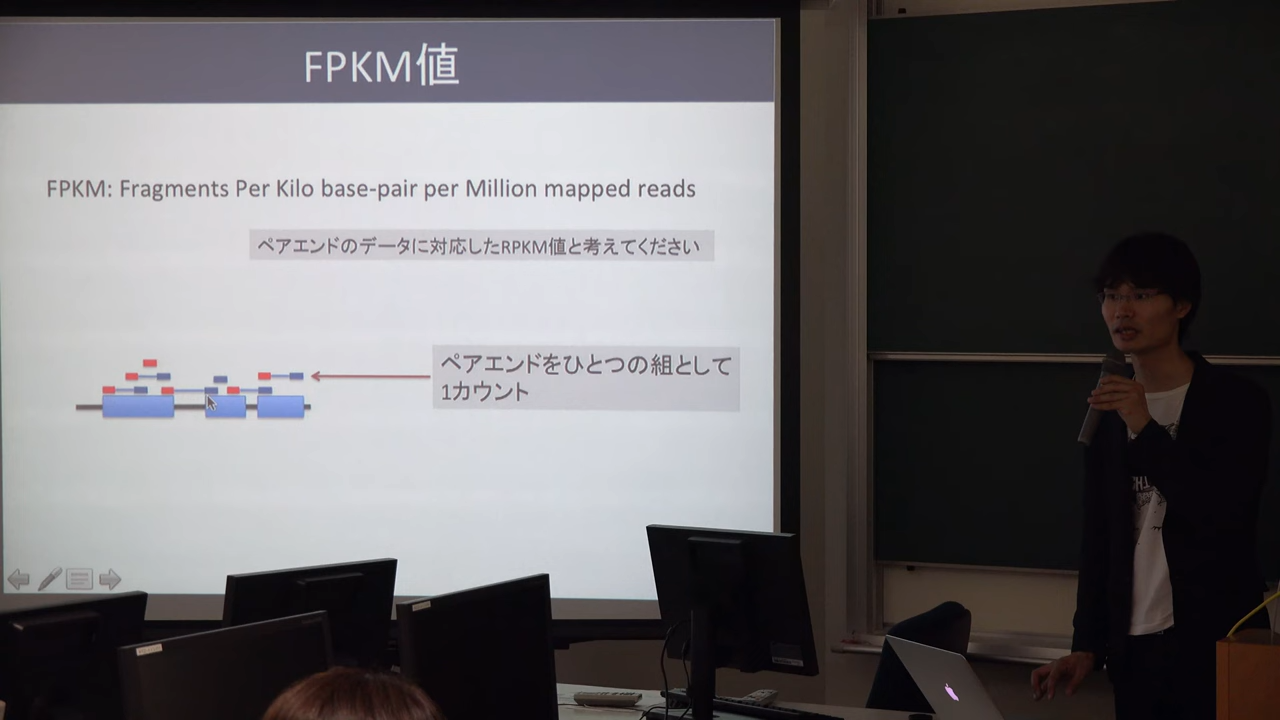 FPKM値
FPKM: Fragments Per Kilo base-pair per Million mapped reads
ペアエンドのデータに対応したRPKM値と考えてください
ペアエンドをひとつの組として
1カウント